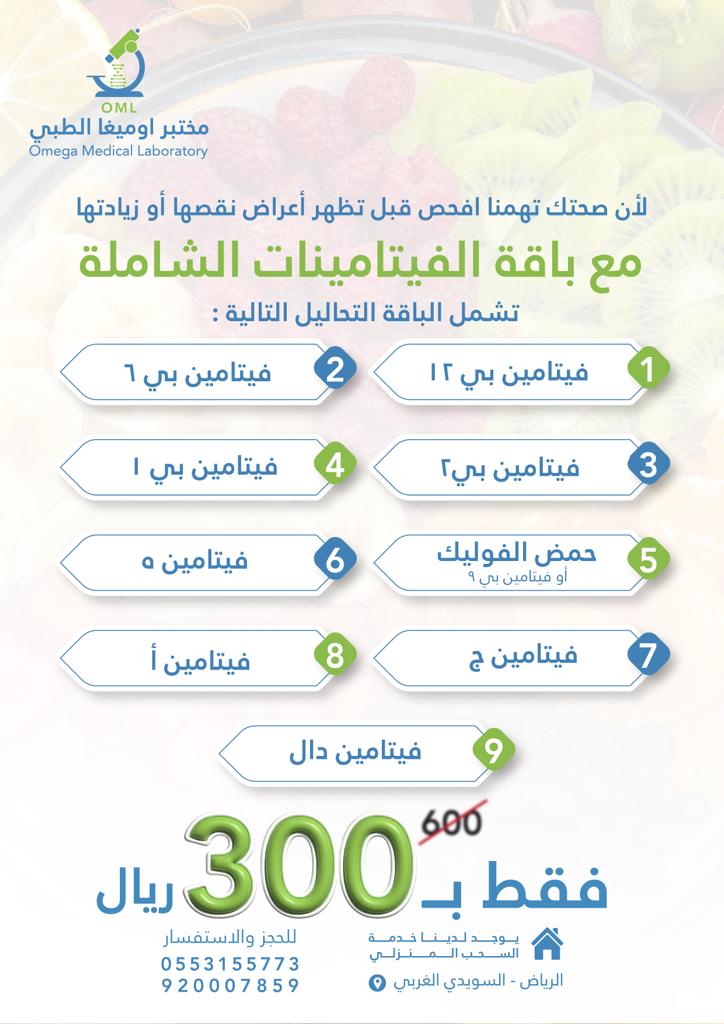 OML
مختبر اوميغا الطبي
Omega Medical Laboratory
لأن صحتك تهمنا افحص قبل تظهر أعراض نقصها أو زيادتها
مع باقة الفيتامينات الشاملة
تشمل الباقة التحاليل التالية :
1 فيتامين بي ١٢
2 فيتامين بي ٦
3 فيتامين بي٢
4 فيتامين بي ١
5 حمض الفوليك
أو فيتامين بي ٩
6 فيتامين ه
7 فيتامين ج
8 فيتامين أ
9 فيتامين دال
600
فقط بـ 300 ريال
يوجد لدينا خدمة
السحب المنزلي
الرياض - السويدي الغربي
للحجز والاستفسار
0553155773
920007859